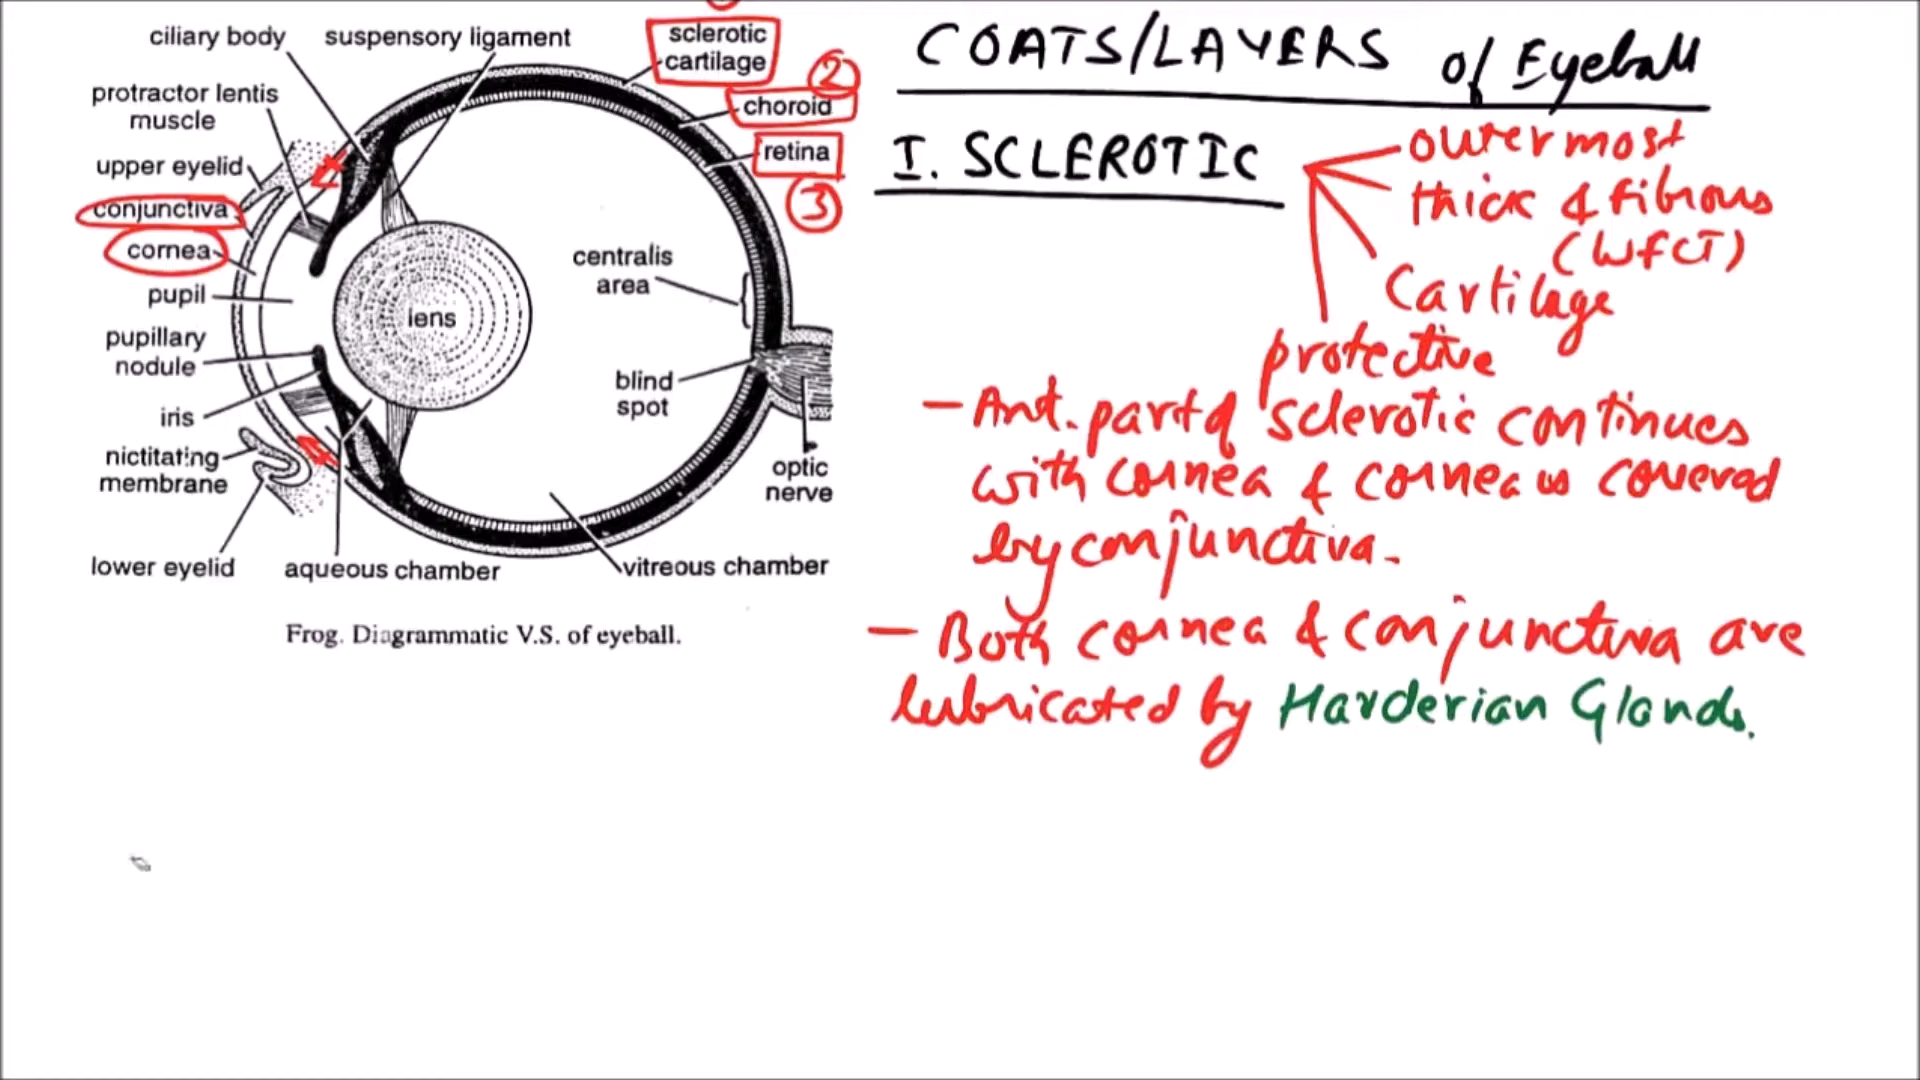 ciliary body
suspensory ligament
sclerotic
cartilage
2
choroid
retina
3
protractor lentis
muscle
upper eyelid
conjunctiva
cornea
pupil
pupillary
nodule
iris
nictitating
membrane
lower eyelid
aqueous chamber
vitreous chamber
lens
centralis
area
blind
spot
optic
nerve
Frog. Diagrammatic V.S. of eyeball.
COATS/LAYERS of Eyeball
I. SCLEROTIC
outermost
thick & fibrous
(WFCT)
Cartilage
protective
- Ant. part of sclerotic continues
with cornea & cornea is covered
by conjunctiva.
- Both cornea & conjunctiva are
lubricated by Harderian Glands.